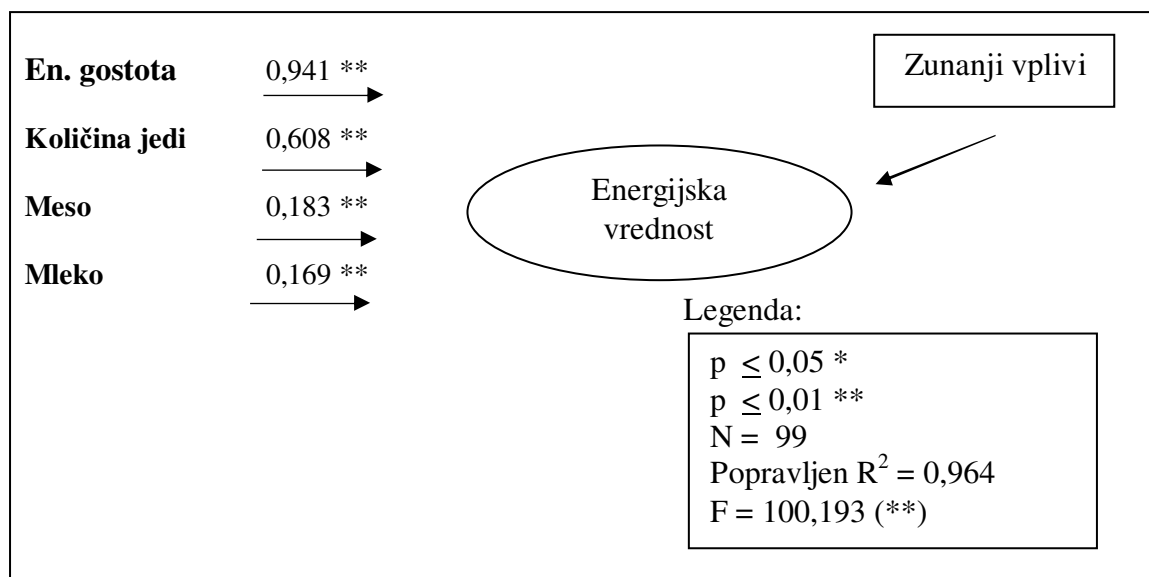 En. gostota 0,941 **
Količina jedi 0,608 **
Meso 0,183 **
Mleko 0,169 **
Zunanji vplivi
Energijska
vrednost
Legenda:
p ≤ 0,05 *
p ≤ 0,01 **
N = 99
Popravljen R² = 0,964
F = 100,193 (**)